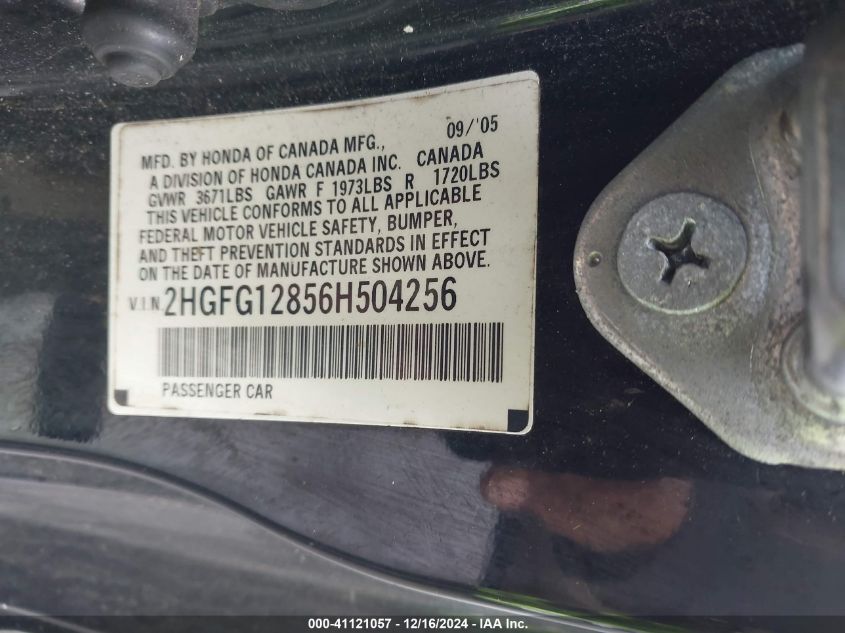 09/'05
MFD. BY HONDA OF CANADA MFG.,
A DIVISION OF HONDA CANADA INC. CANADA
GVWR 3671LBS GAWR F 1973LBS R 1720LBS
THIS VEHICLE CONFORMS TO ALL APPLICABLE
FEDERAL MOTOR VEHICLE SAFETY, BUMPER,
AND THEFT PREVENTION STANDARDS IN EFFECT
ON THE DATE OF MANUFACTURE SHOWN ABOVE.
V.I.N. 2HGFG12856H504256
PASSENGER CAR
000-41121057 / 12/16/2024 - IAA Inc.